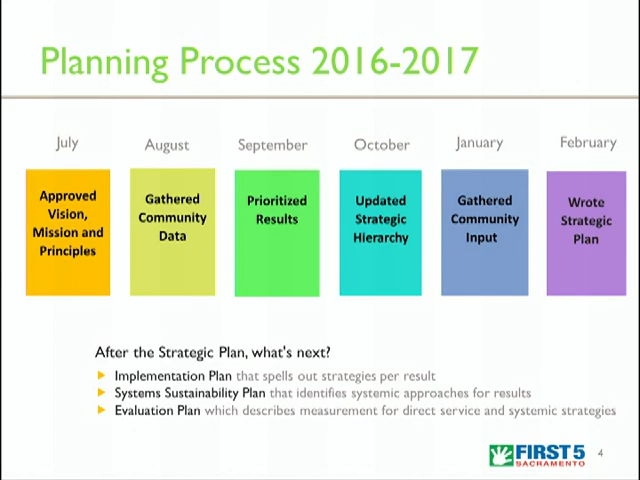 Planning Process 2016-2017
July
August
September
October
January
February
Approved
Vision,
Mission and
Principles
Gathered
Community
Data
Prioritized
Results
Updated
Strategic
Hierarchy
Gathered
Community
Input
Wrote
Strategic
Plan
After the Strategic Plan, what's next?
Implementation Plan that spells out strategies per result
Systems Sustainability Plan that identifies systemic approaches for results
Evaluation Plan which describes measurement for direct service and systemic strategies
FIRST 5
SACRAMENTO
4